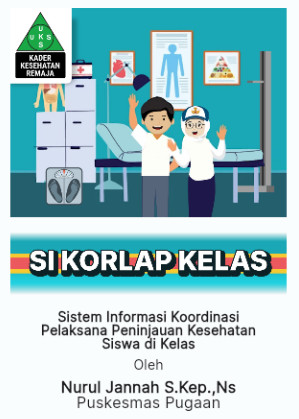 UKS
UKS
KADER
KESEHATAN
REMAJA
SI KORLAP KELAS
Sistem Informasi Koordinasi
Pelaksana Peninjauan Kesehatan
Siswa di Kelas
Oleh
Nurul Jannah S.Kep.,Ns
Puskesmas Pugaan